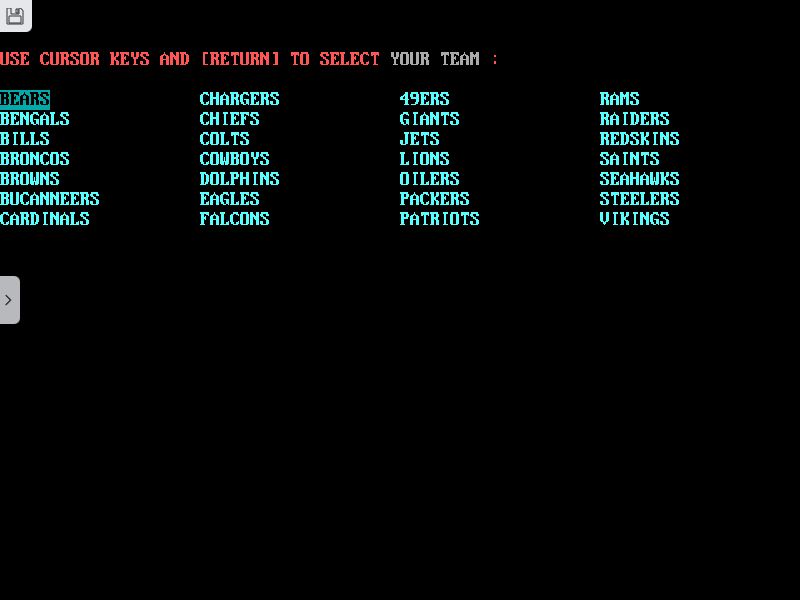 USE CURSOR KEYS AND [RETURN] TO SELECT YOUR TEAM :
BEARS CHARGERS 49ERS RAMS
BENGALS CHIEFS GIANTS RAIDERS
BILLS COLTS JETS REDSKINS
BRONCOS COWBOYS LIONS SAINTS
BROWNS DOLPHINS OILERS SEAHAWKS
BUCANNEERS EAGLES PACKERS STEELERS
CARDINALS FALCONS PATRIOTS VIKINGS